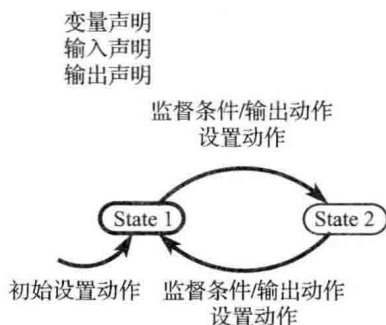 变量声明
输入声明
输出声明
监督条件/输出动作
设置动作
State 1
State 2
初始设置动作
监督条件/输出动作
设置动作